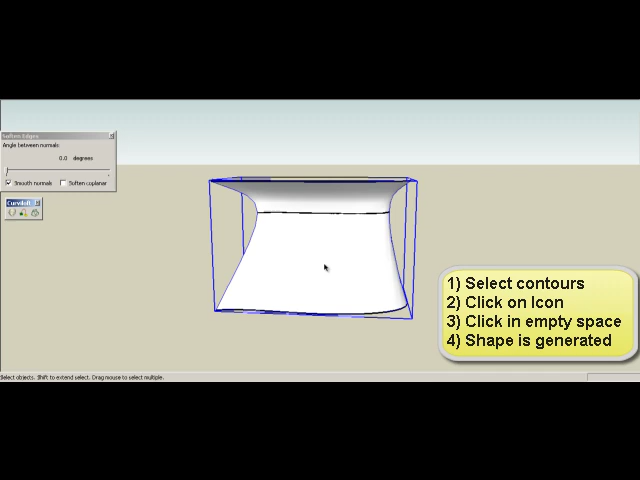 Soften Edges
Angle between normals:
0.0 degrees
Smooth normals
Soften coplanar
Curviloft
1) Select contours
2) Click on Icon
3) Click in empty space
4) Shape is generated
Select objects. Shift to extend select. Drag mouse to select multiple.